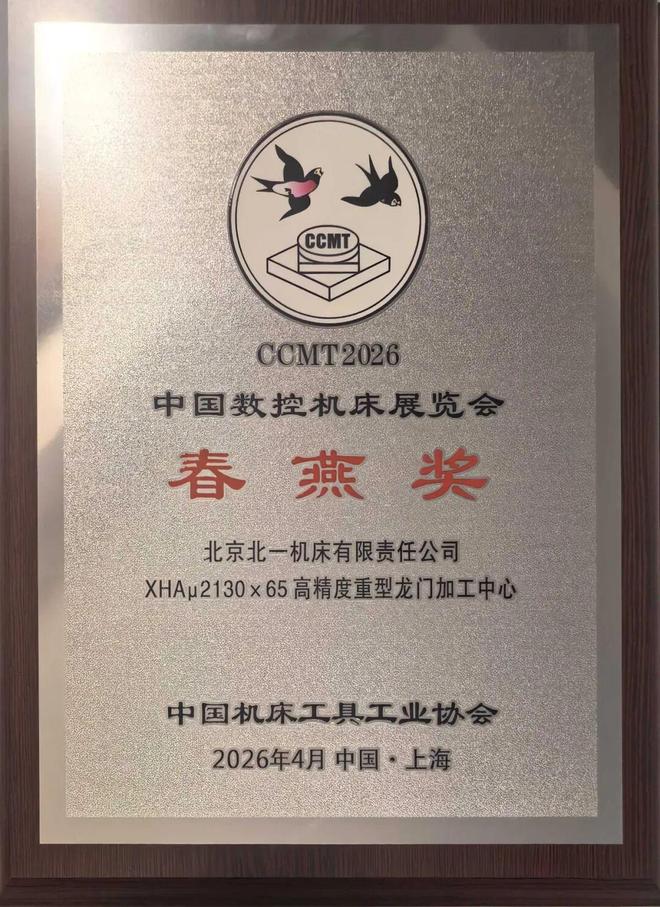 CCMT
CCMT2026
中国数控机床展览会
春燕奖
北京北一机床有限责任公司
XHAμ2130×65高精度重型龙门加工中心
中国机床工具工业协会
2026年4月 中国·上海